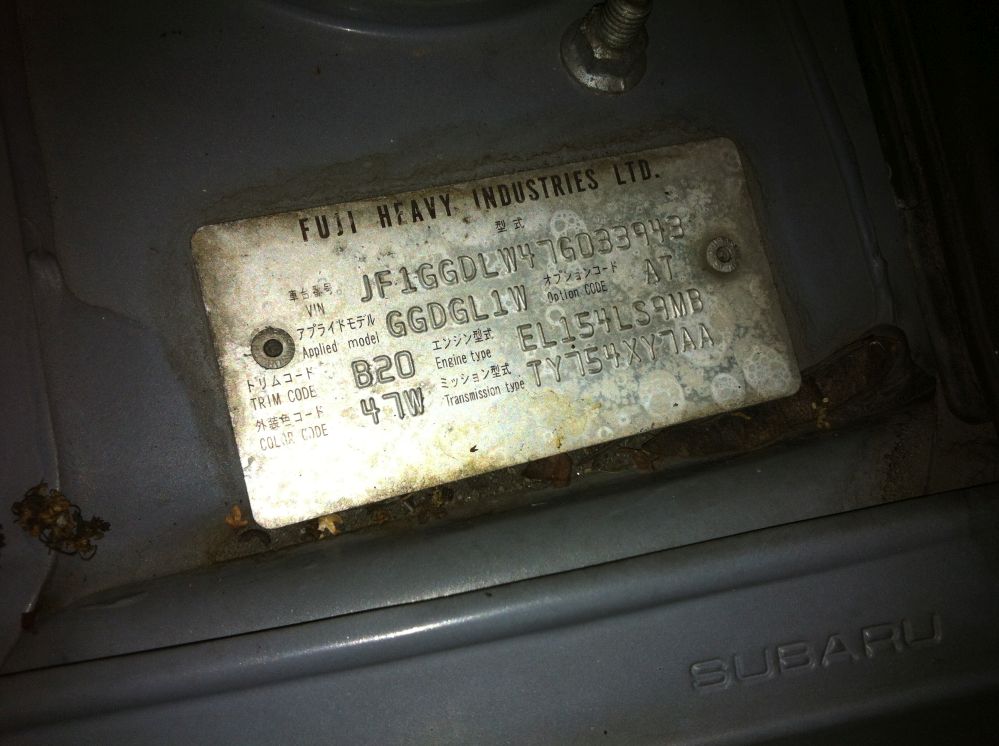 FUJI HEAVY INDUSTRIES LTD.
型式
車台番号 VIN JF1GGDLW47G033943
アプライドモデル Applied model GGDGL1W オプションコード Option CODE AT
トリムコード TRIM CODE B20 エンジン型式 Engine type EL154LS9MB
外装色コード COLOR CODE 47W ミッション型式 Transmission type TY754XY7AA
SUBARU